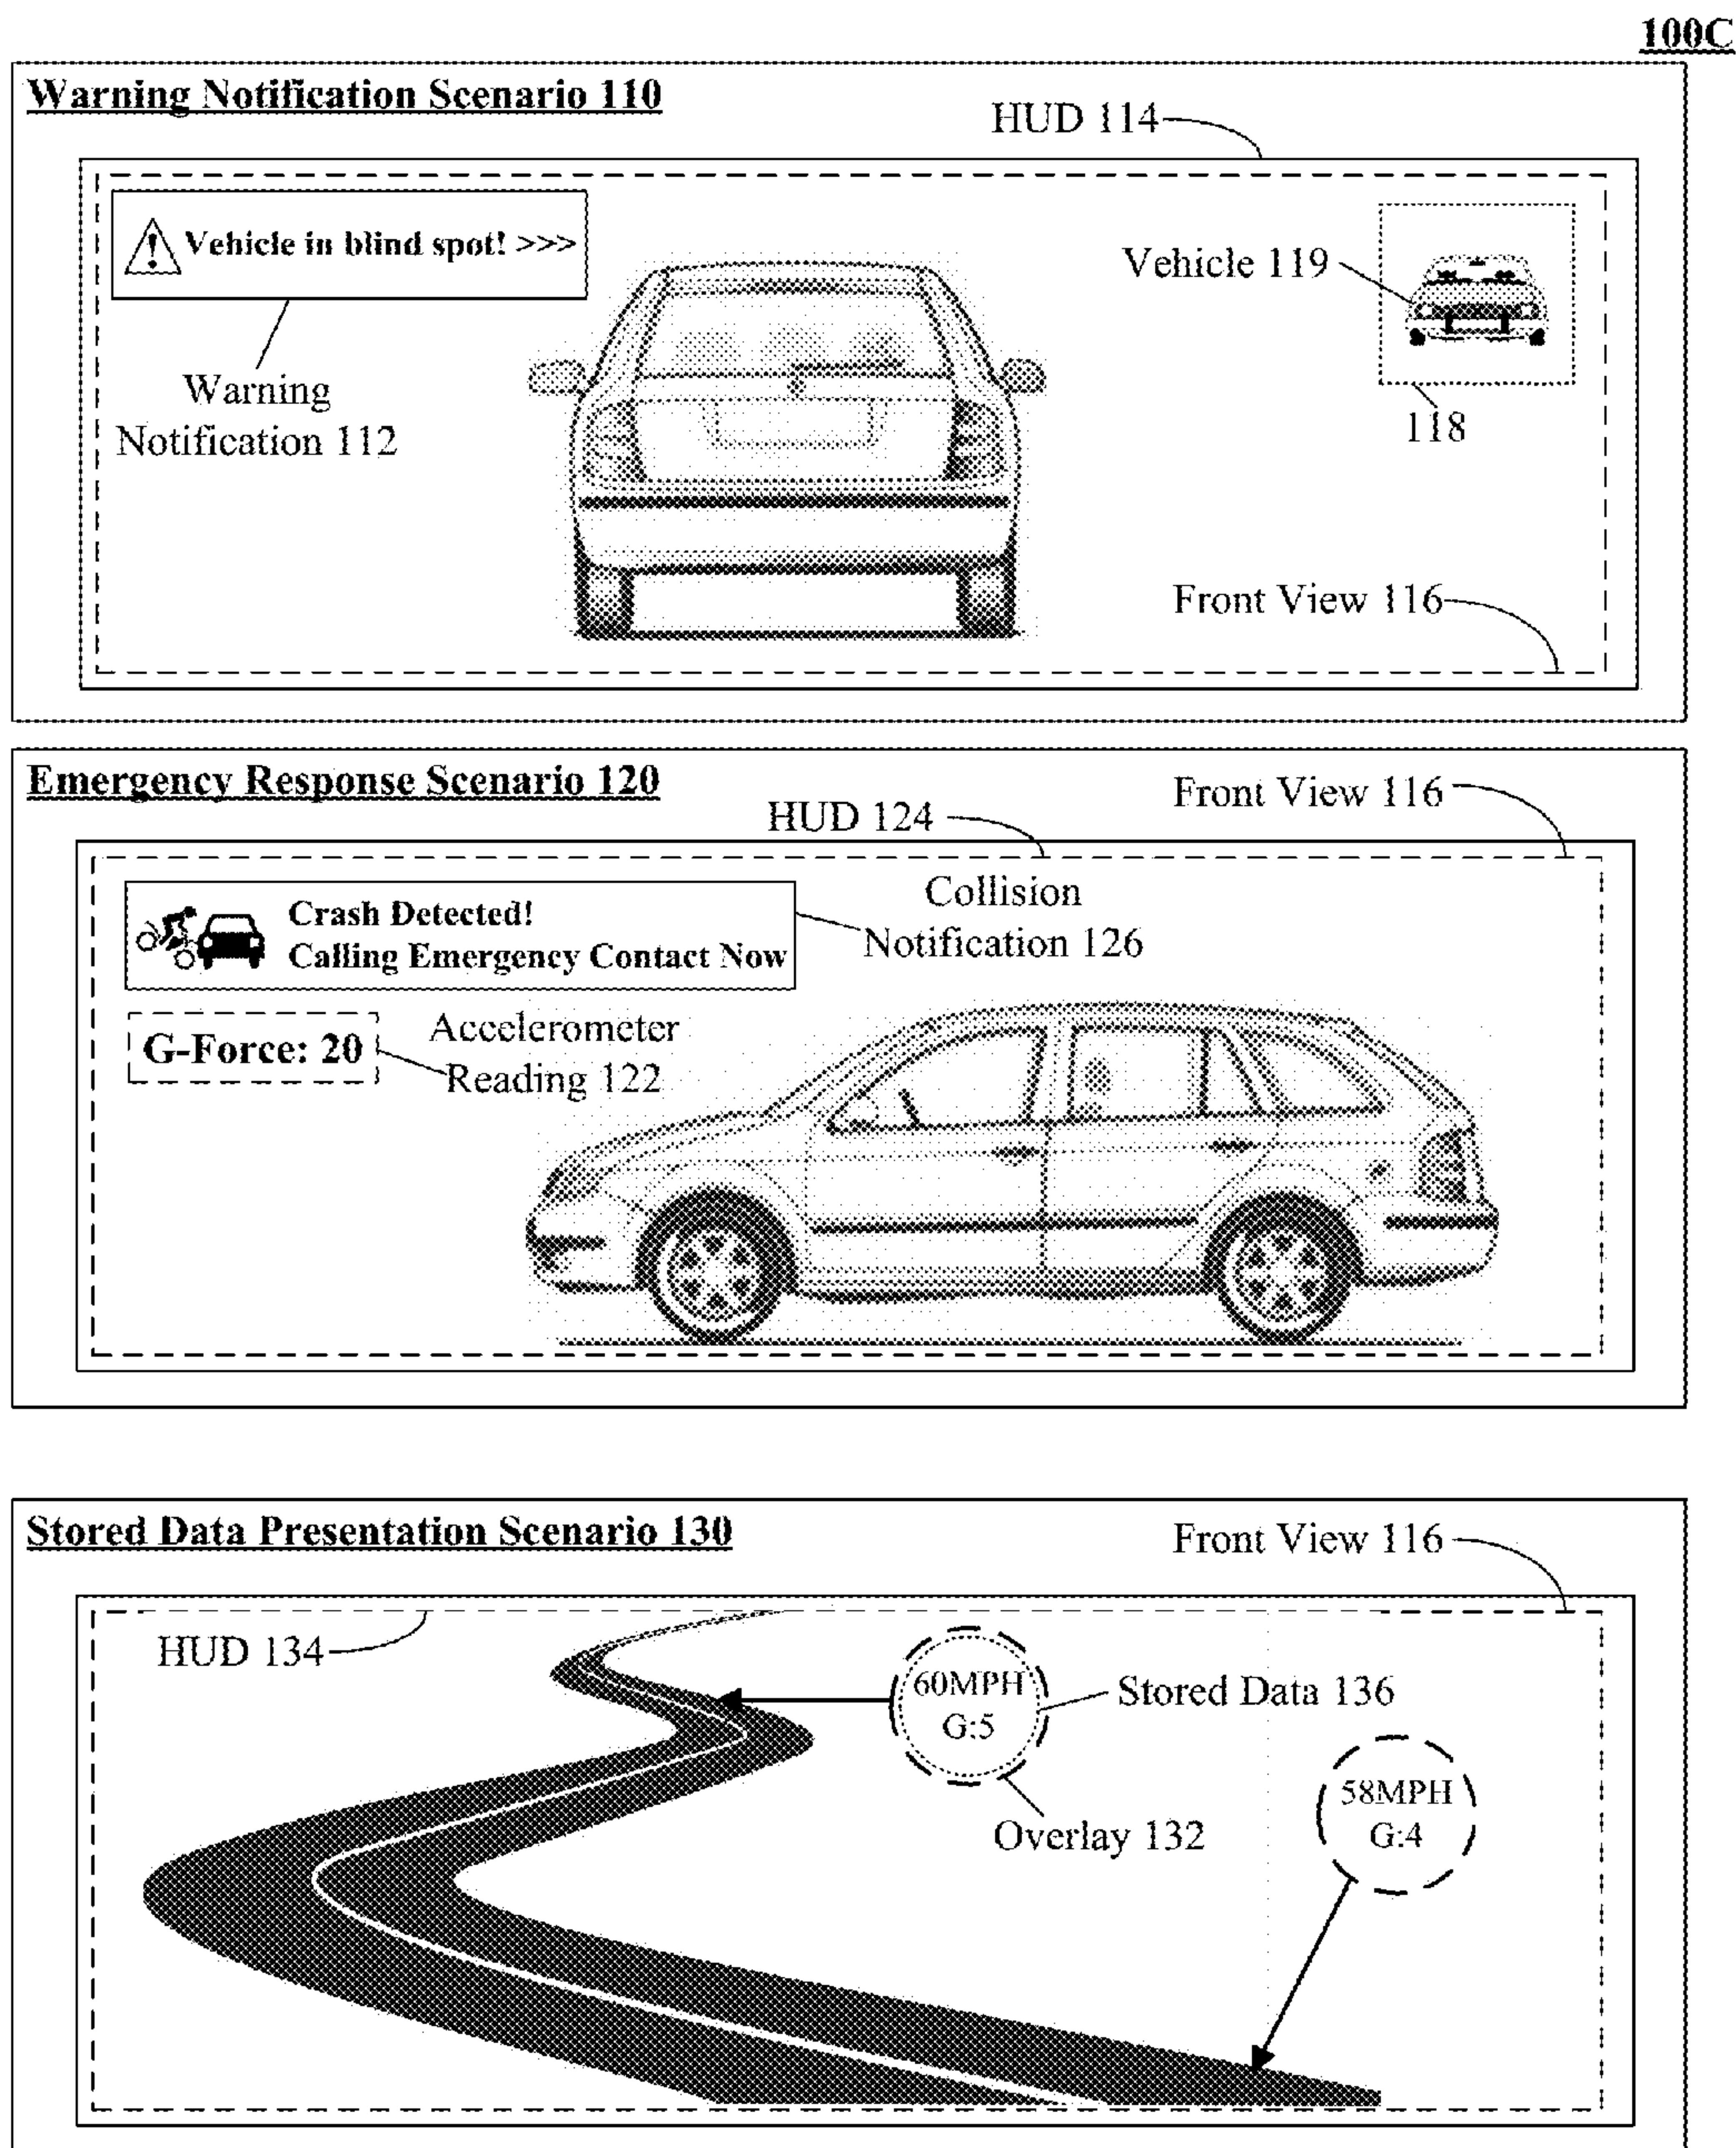 100C
Warning Notification Scenario 110
HUD 114
Vehicle in blind spot! >>>
Vehicle 119
Warning
Notification 112
118
Front View 116
Emergency Response Scenario 120
Front View 116
HUD 124
Crash Detected!
Calling Emergency Contact Now
Collision
Notification 126
G-Force: 20
Accelerometer
Reading 122
Stored Data Presentation Scenario 130
Front View 116
HUD 134
60MPH
G:5
Stored Data 136
58MPH
G:4
Overlay 132